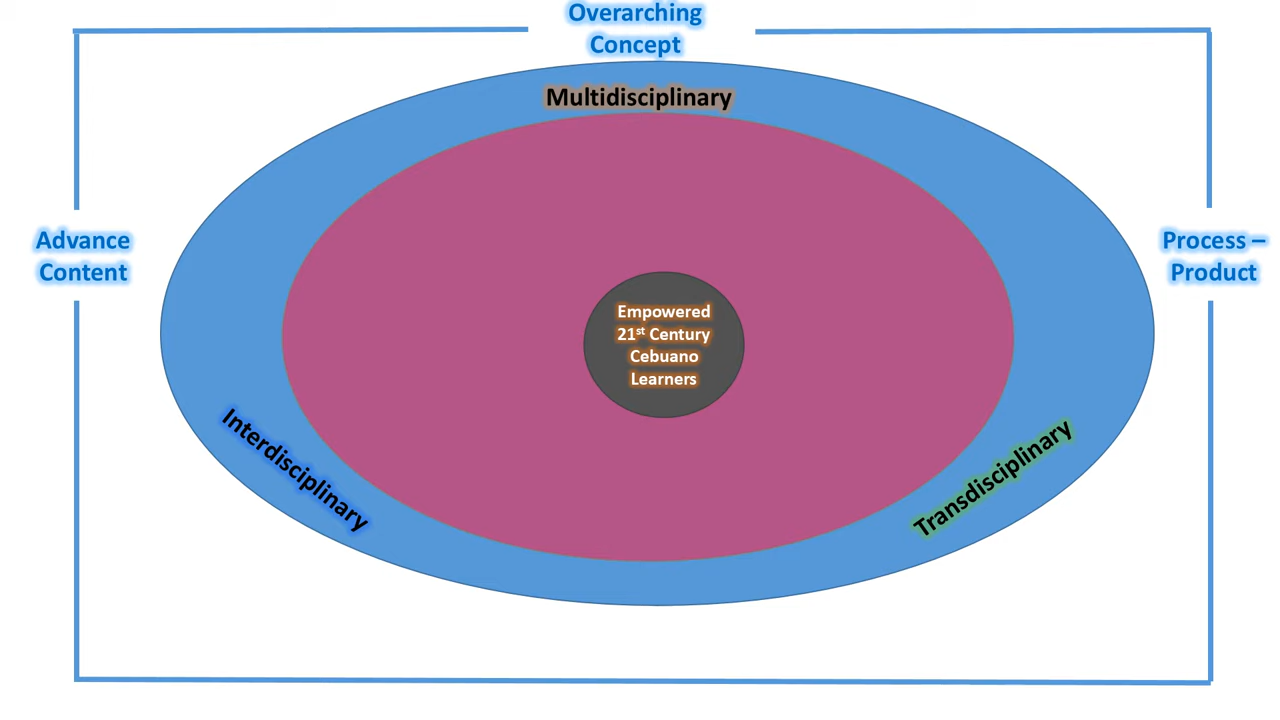 Overarching
Concept
Multidisciplinary
Advance
Content
Process –
Product
Empowered
21st Century
Cebuano
Learners
Interdisciplinary
Transdisciplinary